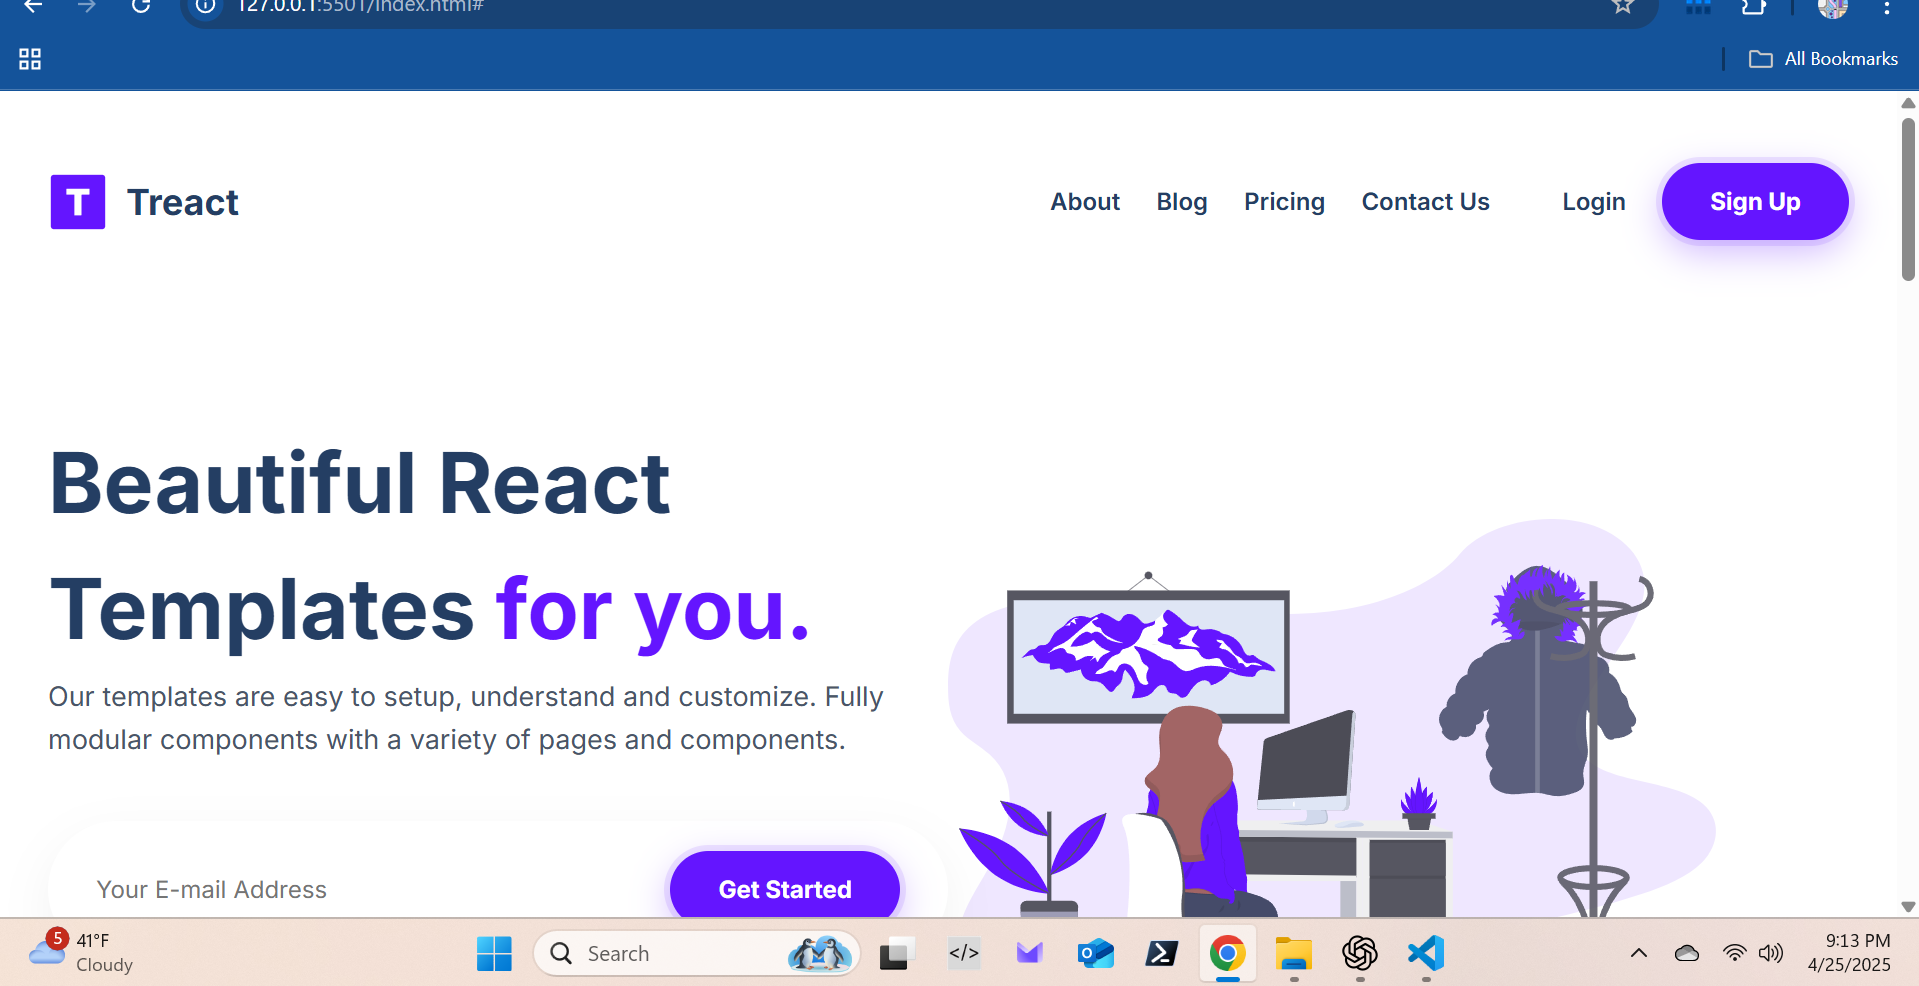 127.0.0.1:5501/index.html#
All Bookmarks
T Treact
About Blog Pricing Contact Us Login Sign Up
Beautiful React
Templates for you.
Our templates are easy to setup, understand and customize. Fully
modular components with a variety of pages and components.
Your E-mail Address
Get Started
5
41°F
Cloudy
Search
</>
9:13 PM
4/25/2025